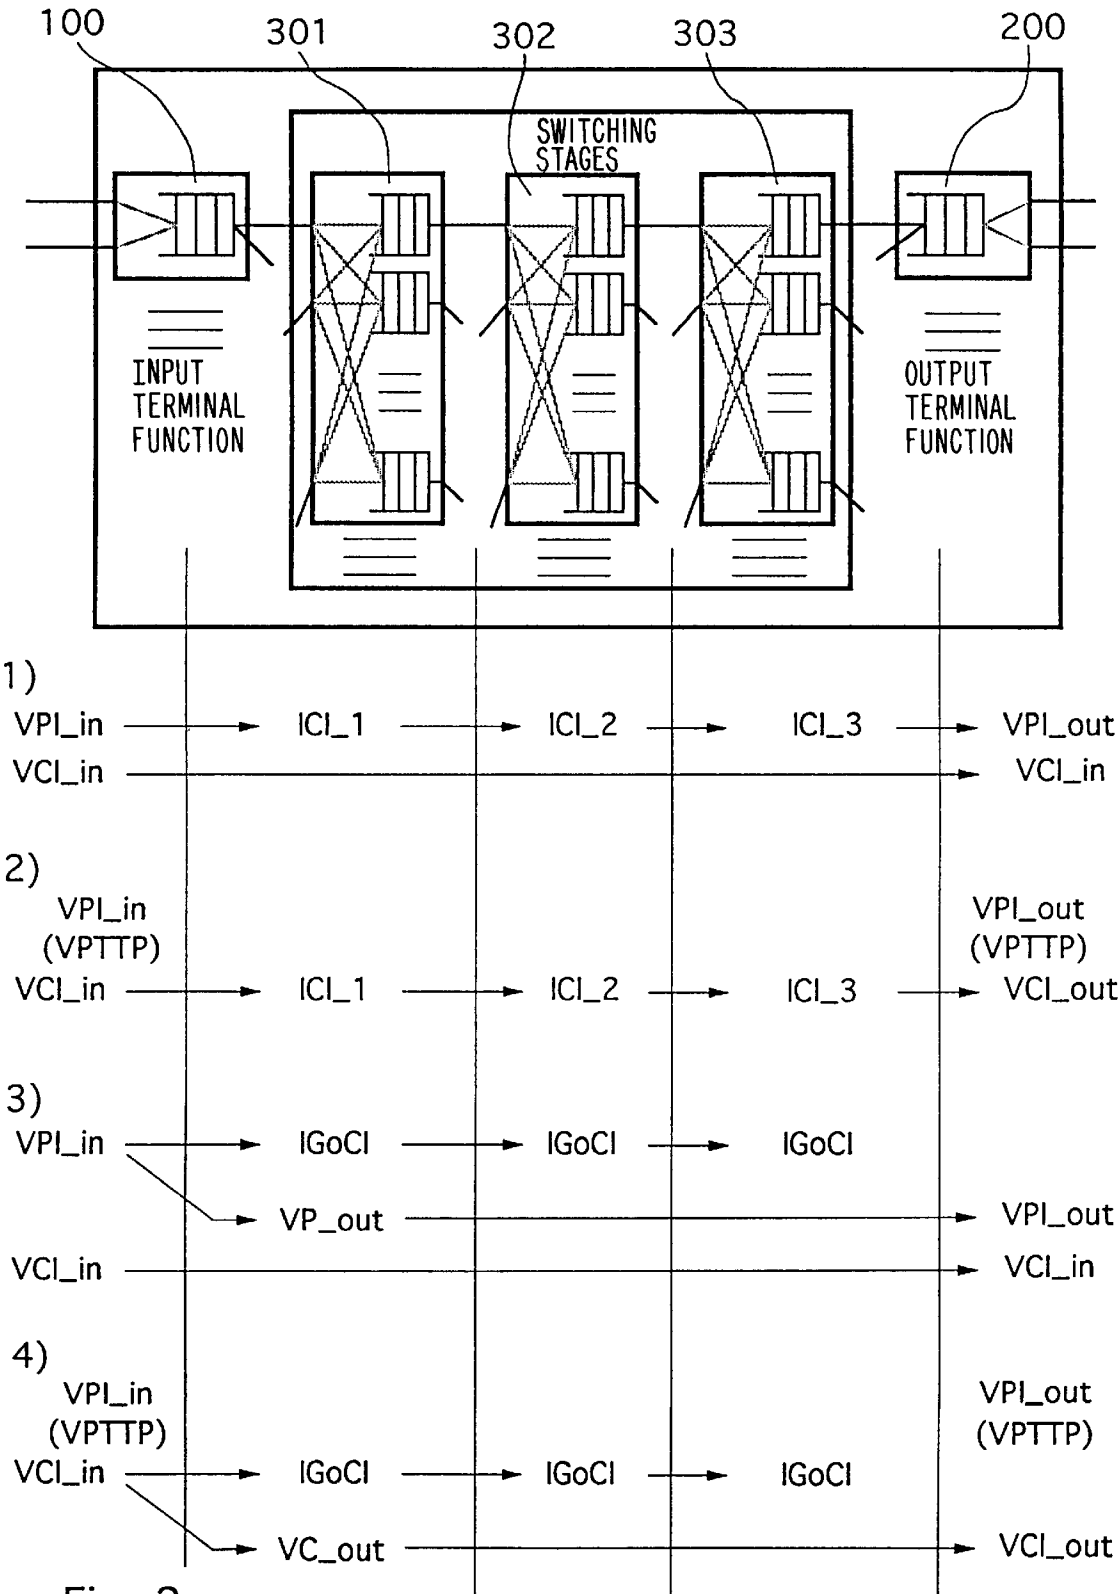 100 301 302 303 200
SWITCHING
STAGES
INPUT
TERMINAL
FUNCTION
OUTPUT
TERMINAL
FUNCTION
1)
VPI_in ICI_1 ICI_2 ICI_3 VPI_out
VCI_in VCI_in
2)
VPI_in VPI_out
(VPTTP) (VPTTP)
VCI_in ICI_1 ICI_2 ICI_3 VCI_out
3)
VPI_in IGoCI IGoCI IGoCI
VP_out VPI_out
VCI_in VCI_in
4)
VPI_in VPI_out
(VPTTP) (VPTTP)
VCI_in IGoCI IGoCI IGoCI
VC_out VCI_out